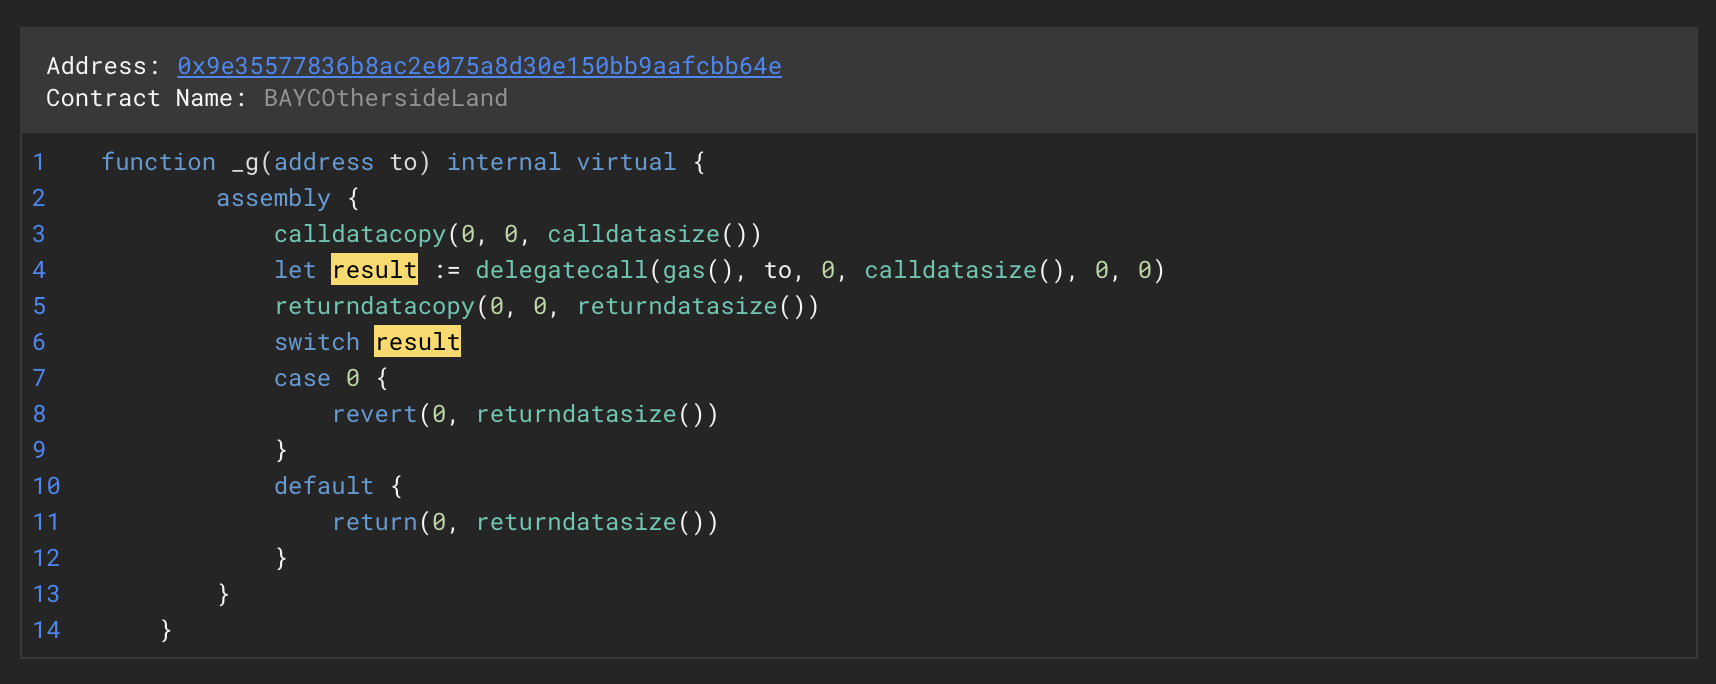 Address: 0x9e35577836b8ac2e075a8d30e150bb9aafcbb64e
Contract Name: BAYCOthersideLand
1 function _g(address to) internal virtual {
2 assembly {
3 calldatacopy(0, 0, calldatasize())
4 let result := delegatecall(gas(), to, 0, calldatasize(), 0, 0)
5 returndatacopy(0, 0, returndatasize())
6 switch result
7 case 0 {
8 revert(0, returndatasize())
9 }
10 default {
11 return(0, returndatasize())
12 }
13 }
14 }